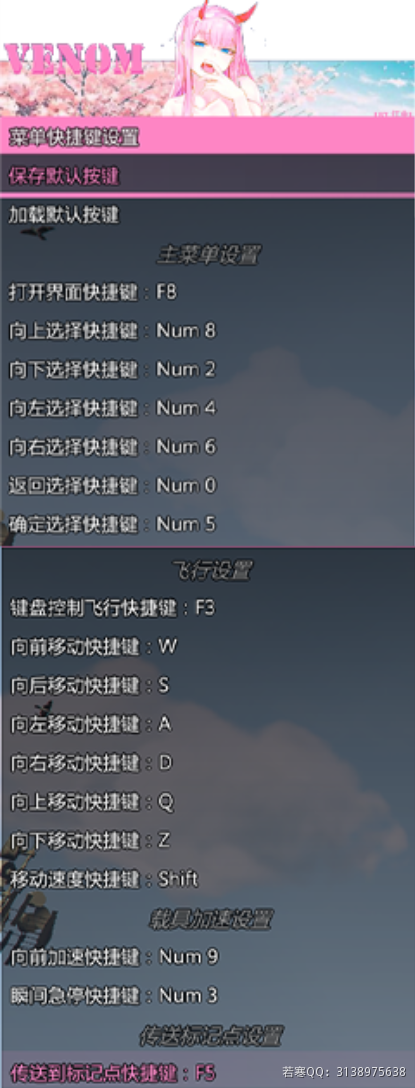 VENOM
菜单快捷键设置
保存默认按键
加载默认按键
主菜单设置
打开界面快捷键：F8
向上选择快捷键：Num 8
向下选择快捷键：Num 2
向左选择快捷键：Num 4
向右选择快捷键：Num 6
返回选择快捷键：Num 0
确定选择快捷键：Num 5
飞行设置
键盘控制飞行快捷键：F3
向前移动快捷键：W
向后移动快捷键：S
向左移动快捷键：A
向右移动快捷键：D
向上移动快捷键：Q
向下移动快捷键：Z
移动速度快捷键：Shift
载具加速设置
向前加速快捷键：Num 9
瞬间急停快捷键：Num 3
传送标记点设置
传送到标记点快捷键：F5
若寒QQ：3138975638